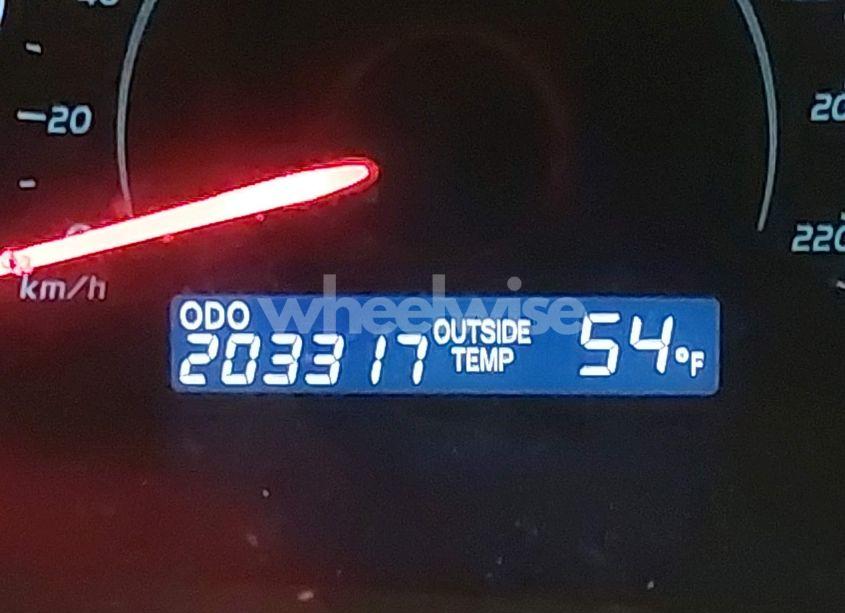 20
20
220
km/h
wheelwise
ODO
203317
OUTSIDE
TEMP
54°F